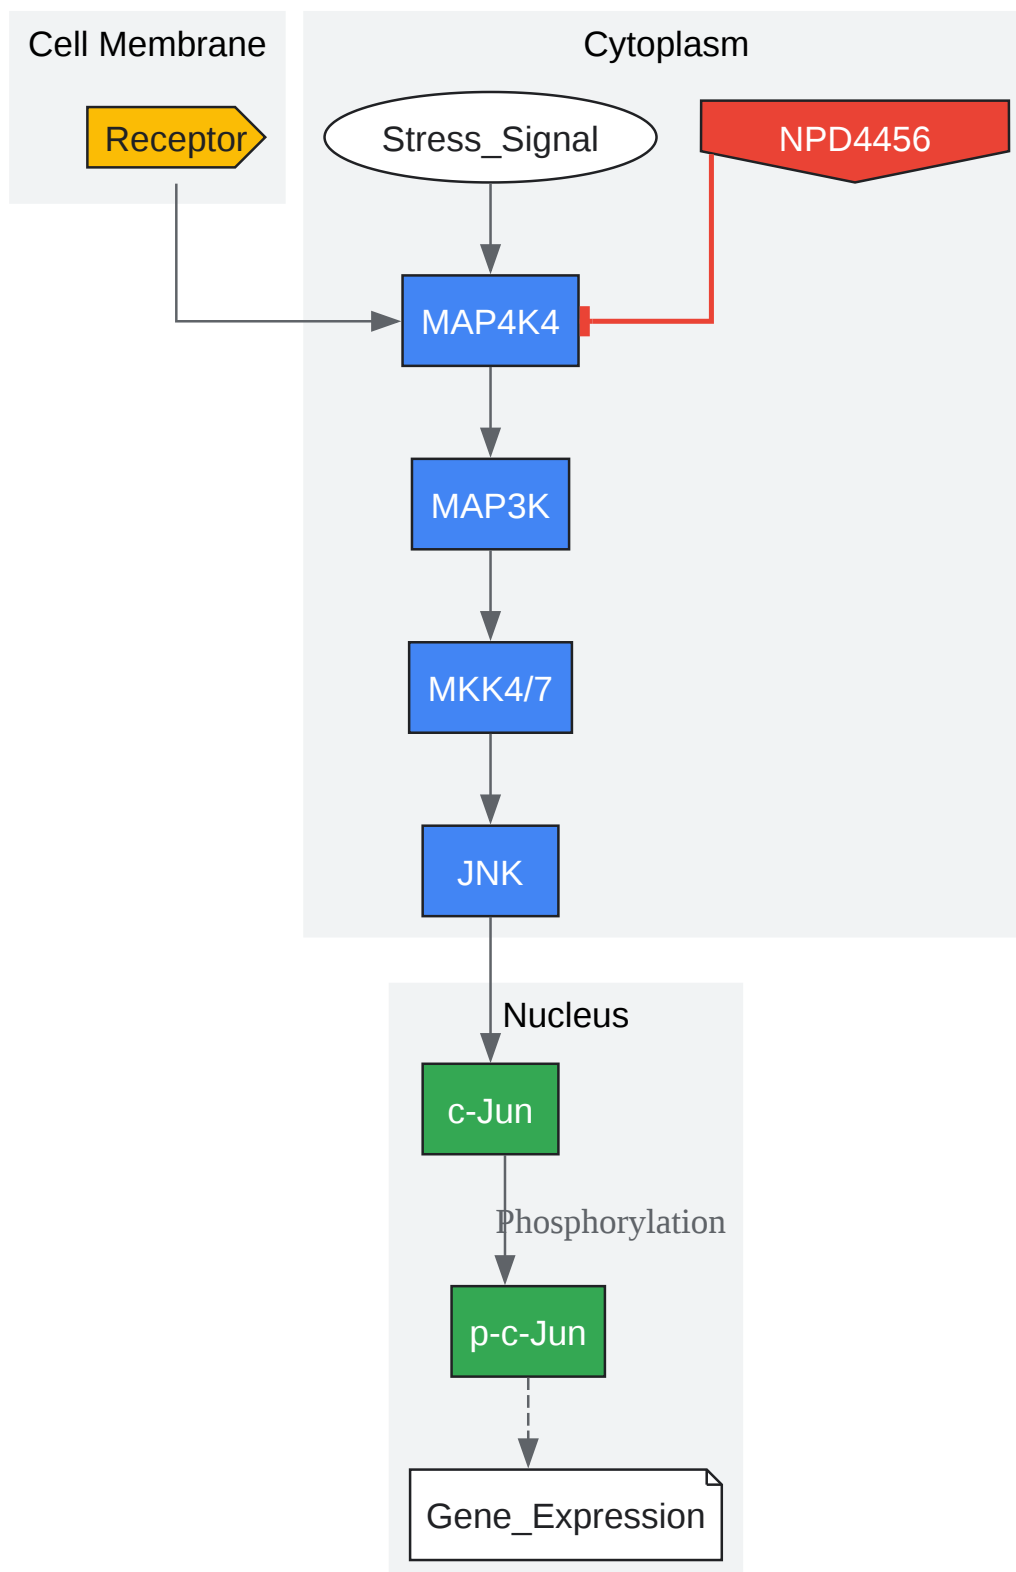 Cell Membrane
Cytoplasm
Receptor
Stress_Signal
NPD4456
MAP4K4
MAP3K
MKK4/7
JNK
Nucleus
c-Jun
Phosphorylation
p-c-Jun
Gene_Expression